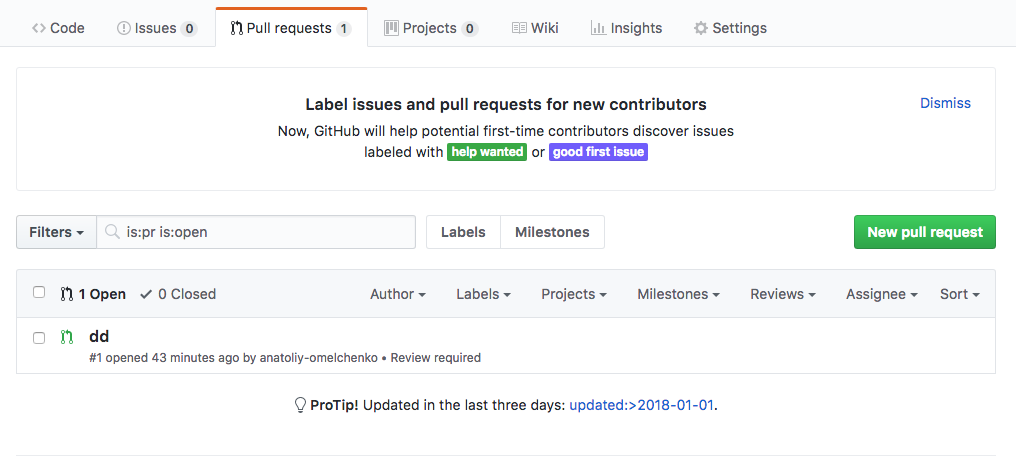 Code Issues 0 Pull requests 1 Projects 0 Wiki Insights Settings
Label issues and pull requests for new contributors
Dismiss
Now, GitHub will help potential first-time contributors discover issues
labeled with help wanted or good first issue
Filters is:pr is:open Labels Milestones New pull request
1 Open 0 Closed Author Labels Projects Milestones Reviews Assignee Sort
dd
#1 opened 43 minutes ago by anatoliy-omelchenko • Review required
ProTip! Updated in the last three days: updated:>2018-01-01.